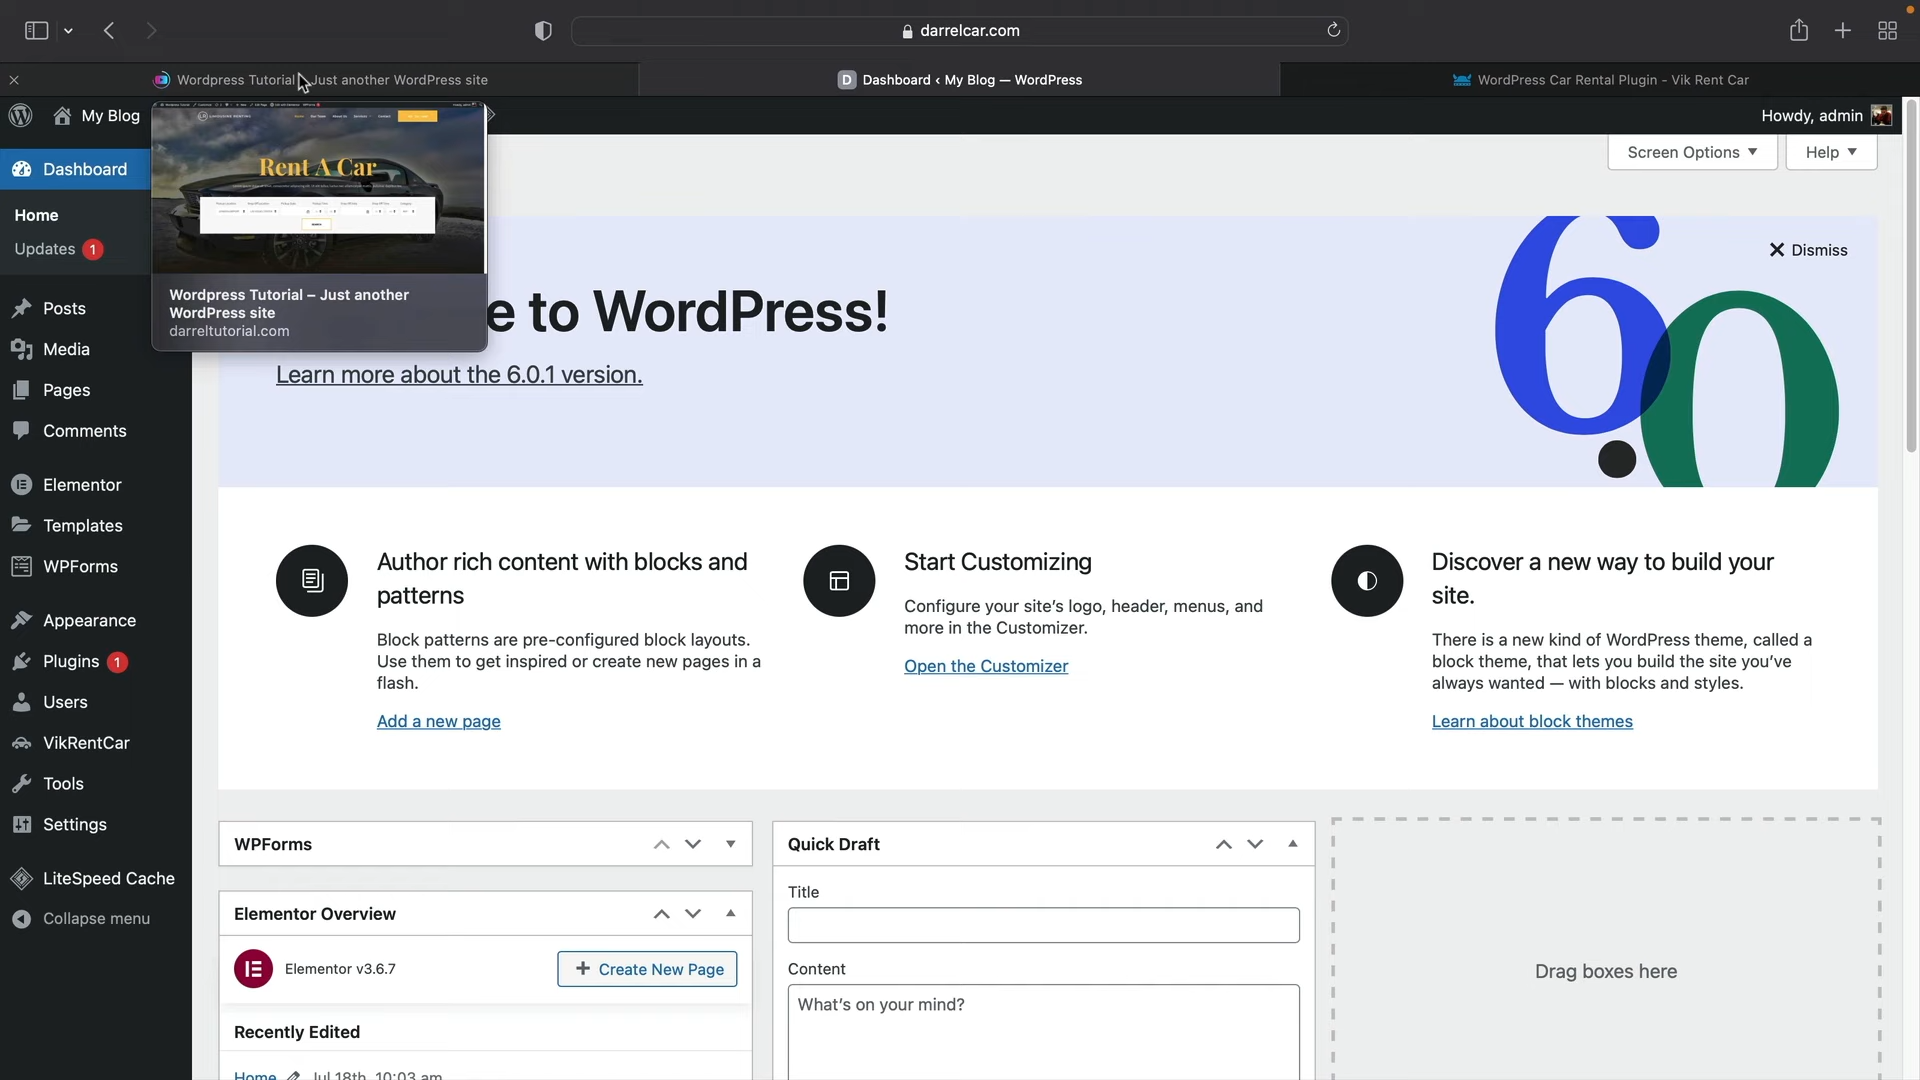 darrelcar.com
Wordpress Tutorial – Just another WordPress site
D Dashboard ‹ My Blog — WordPress
WordPress Car Rental Plugin - Vik Rent Car
My Blog
Howdy, admin
Screen Options
Help
Dashboard
Home
Updates 1
Posts
Media
Pages
Comments
Elementor
Templates
WPForms
Appearance
Plugins 1
Users
VikRentCar
Tools
Settings
LiteSpeed Cache
Collapse menu
Rent A Car
Wordpress Tutorial – Just another
WordPress site
darreltutorial.com
e to WordPress!
Learn more about the 6.0.1 version.
6.0
Dismiss
Author rich content with blocks and
patterns
Block patterns are pre-configured block layouts.
Use them to get inspired or create new pages in a
flash.
Add a new page
Start Customizing
Configure your site's logo, header, menus, and
more in the Customizer.
Open the Customizer
Discover a new way to build your
site.
There is a new kind of WordPress theme, called a
block theme, that lets you build the site you've
always wanted — with blocks and styles.
Learn about block themes
WPForms
Elementor Overview
Elementor v3.6.7
+ Create New Page
Recently Edited
Home Jul 18th, 10:03 am
Quick Draft
Title
Content
What's on your mind?
Drag boxes here